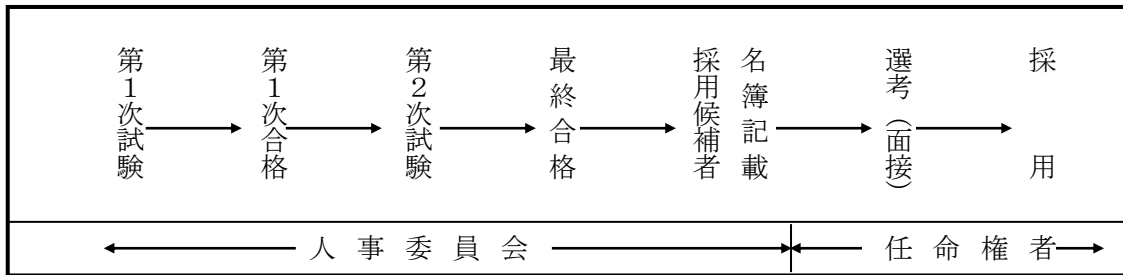 第１次試験
第１次合格
第２次試験
最終合格
採用候補者
名簿記載
選考（面接）
採用
人事委員会
任命権者